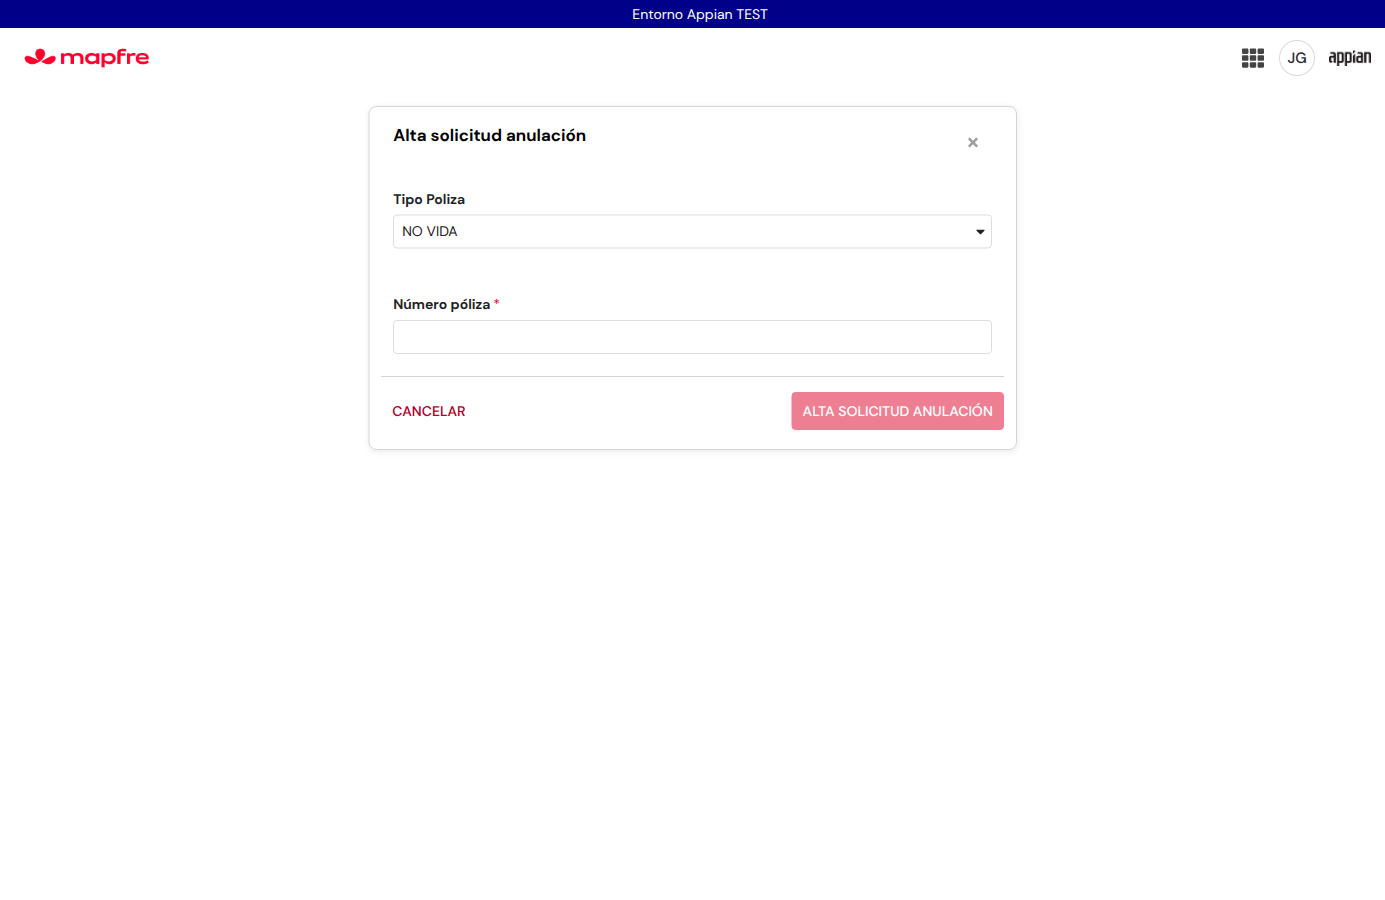 Entorno Appian TEST
mapfre
JG
appian
Alta solicitud anulación
×
Tipo Poliza
NO VIDA
Número póliza *
CANCELAR
ALTA SOLICITUD ANULACIÓN